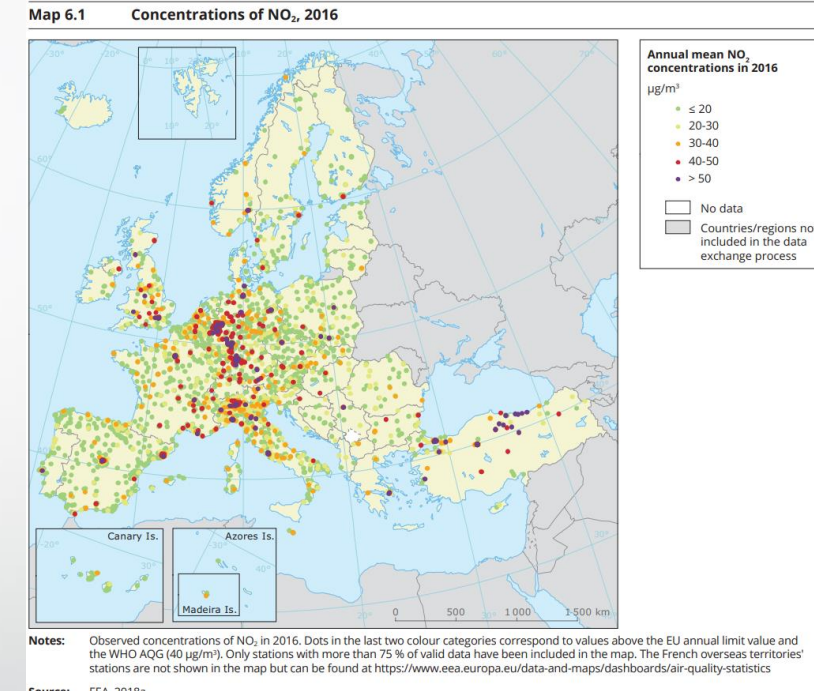 Map 6.1 Concentrations of NO₂, 2016
Annual mean NO₂
concentrations in 2016
µg/m³
≤ 20
20-30
30-40
40-50
> 50
No data
Countries/regions no
included in the data
exchange process
Canary Is.
Azores Is.
Madeira Is.
0 500 1 000 1 500 km
Notes: Observed concentrations of NO₂ in 2016. Dots in the last two colour categories correspond to values above the EU annual limit value and
the WHO AQG (40 µg/m³). Only stations with more than 75 % of valid data have been included in the map. The French overseas territories'
stations are not shown in the map but can be found at https://www.eea.europa.eu/data-and-maps/dashboards/air-quality-statistics
Source: EEA, 2018a